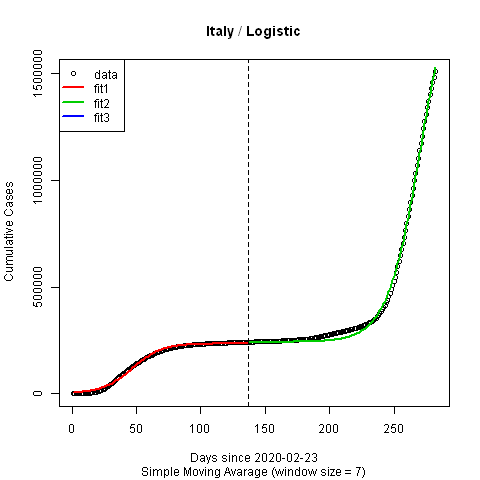 Italy / Logistic
data
fit1
fit2
fit3
Cumulative Cases
0
500000
1000000
1500000
0 50 100 150 200 250
Days since 2020-02-23
Simple Moving Avarage (window size = 7)